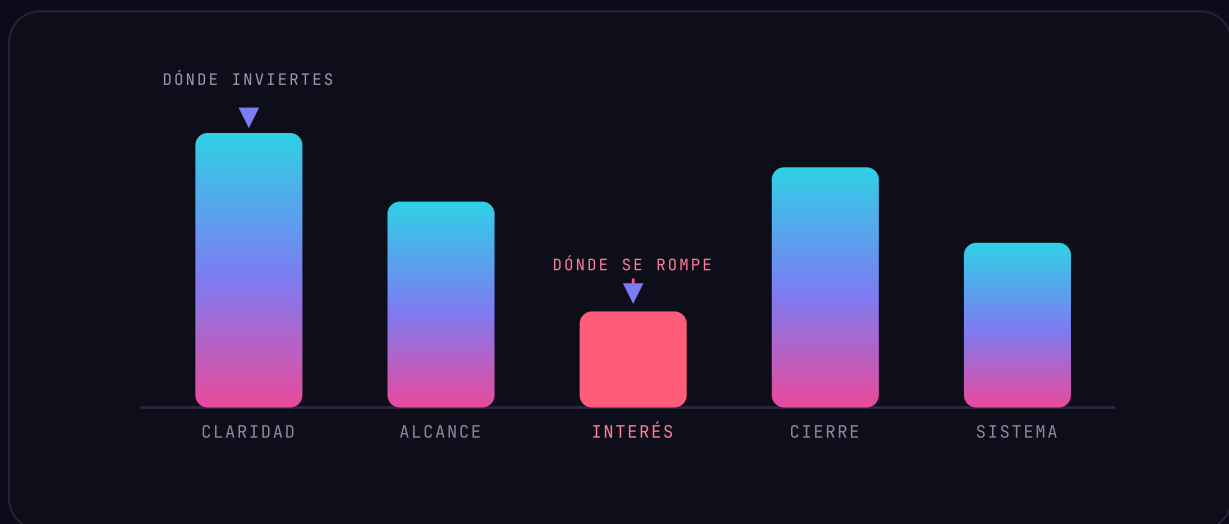 DÓNDE INVIERTES
DÓNDE SE ROMPE
CLARIDAD
ALCANCE
INTERÉS
CIERRE
SISTEMA